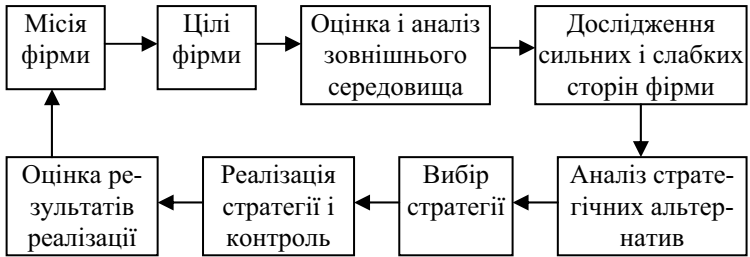 Місія
фірми
Цілі
фірми
Оцінка і аналіз
зовнішнього
середовища
Дослідження
сильних і слабких
сторін фірми
Оцінка ре-
зультатів
реалізації
Реалізація
стратегії і
контроль
Вибір
стратегії
Аналіз страте-
гічних альтер-
натив